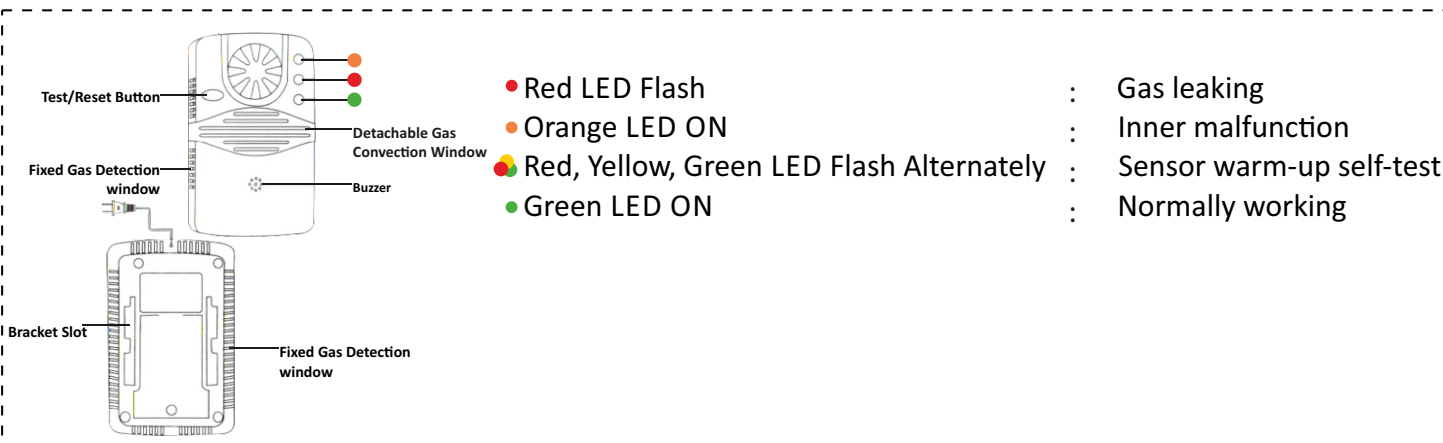 Test/Reset Button
Fixed Gas Detection
window
Detachable Gas
Convection Window
Buzzer
Bracket Slot
Fixed Gas Detection
window
Red LED Flash : Gas leaking
Orange LED ON : Inner malfunction
Red, Yellow, Green LED Flash Alternately : Sensor warm-up self-test
Green LED ON : Normally working